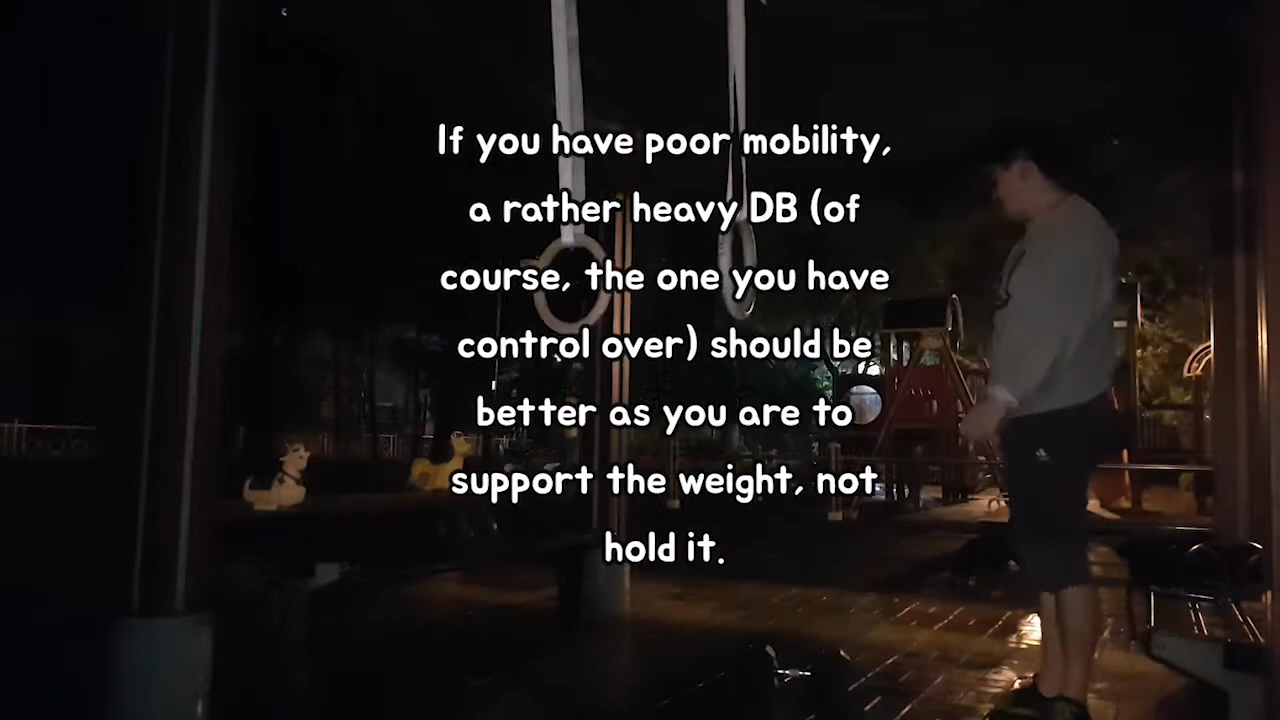 If you have poor mobility,
a rather heavy DB (of
course, the one you have
control over) should be
better as you are to
support the weight, not
hold it.